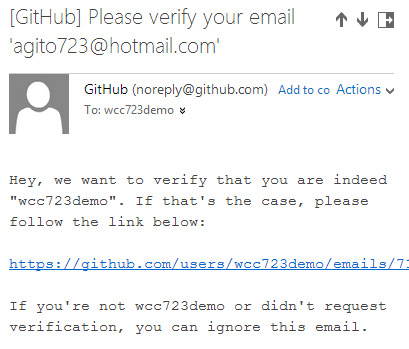 [GitHub] Please verify your email
'agito723@hotmail.com'
GitHub (noreply@github.com) Add to co Actions
To: wcc723demo
Hey, we want to verify that you are indeed
"wcc723demo". If that's the case, please
follow the link below:
https://github.com/users/wcc723demo/emails/71
If you're not wcc723demo or didn't request
verification, you can ignore this email.